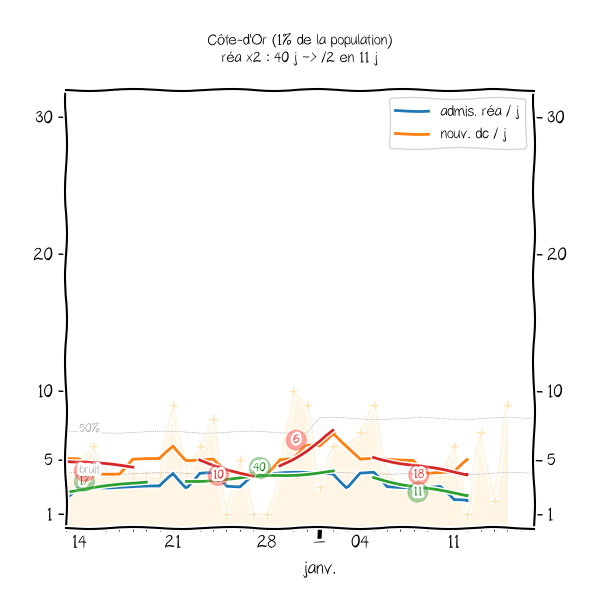 Côte-d'Or (1% de la population)
réa x2 : 40 j -> /2 en 11 j
admis. réa / j
nouv. dc / j
30 30
20 20
10 10
50%
6
5 5
bruit
10
40
18
11
1 1
14 21 28 04 11
janv.